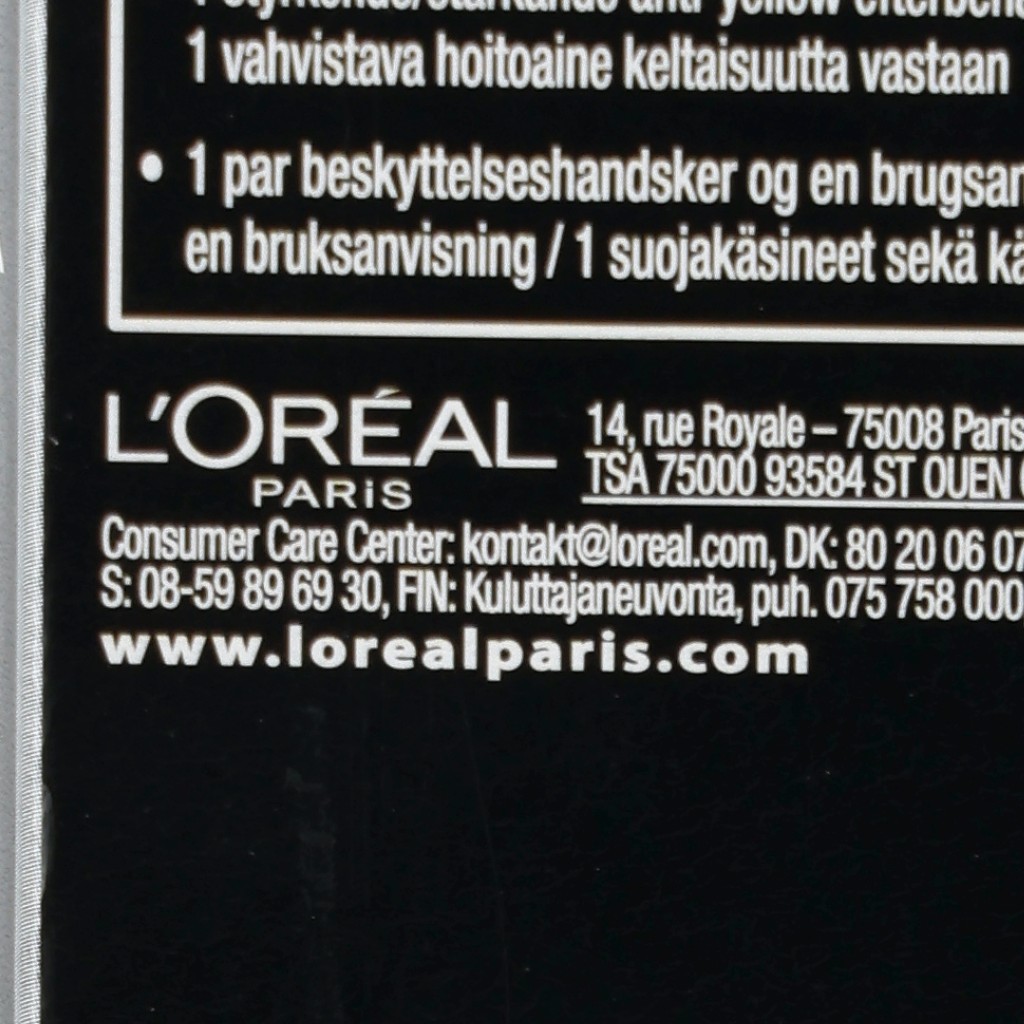 1 vahvistava hoitoaine keltaisuutta vastaan
• 1 par beskyttelseshandsker og en
en bruksanvisning / 1 suojakäsineet sekä
L'ORÉAL
PARiS
14, rue Royale – 75008 Paris
TSA 75000 93584 ST OUEN
Consumer Care Center: kontakt@loreal.com, DK: 80 20 06 07
S: 08-59 89 69 30, FIN: Kuluttajaneuvonta, puh. 075 758 000
www.lorealparis.com